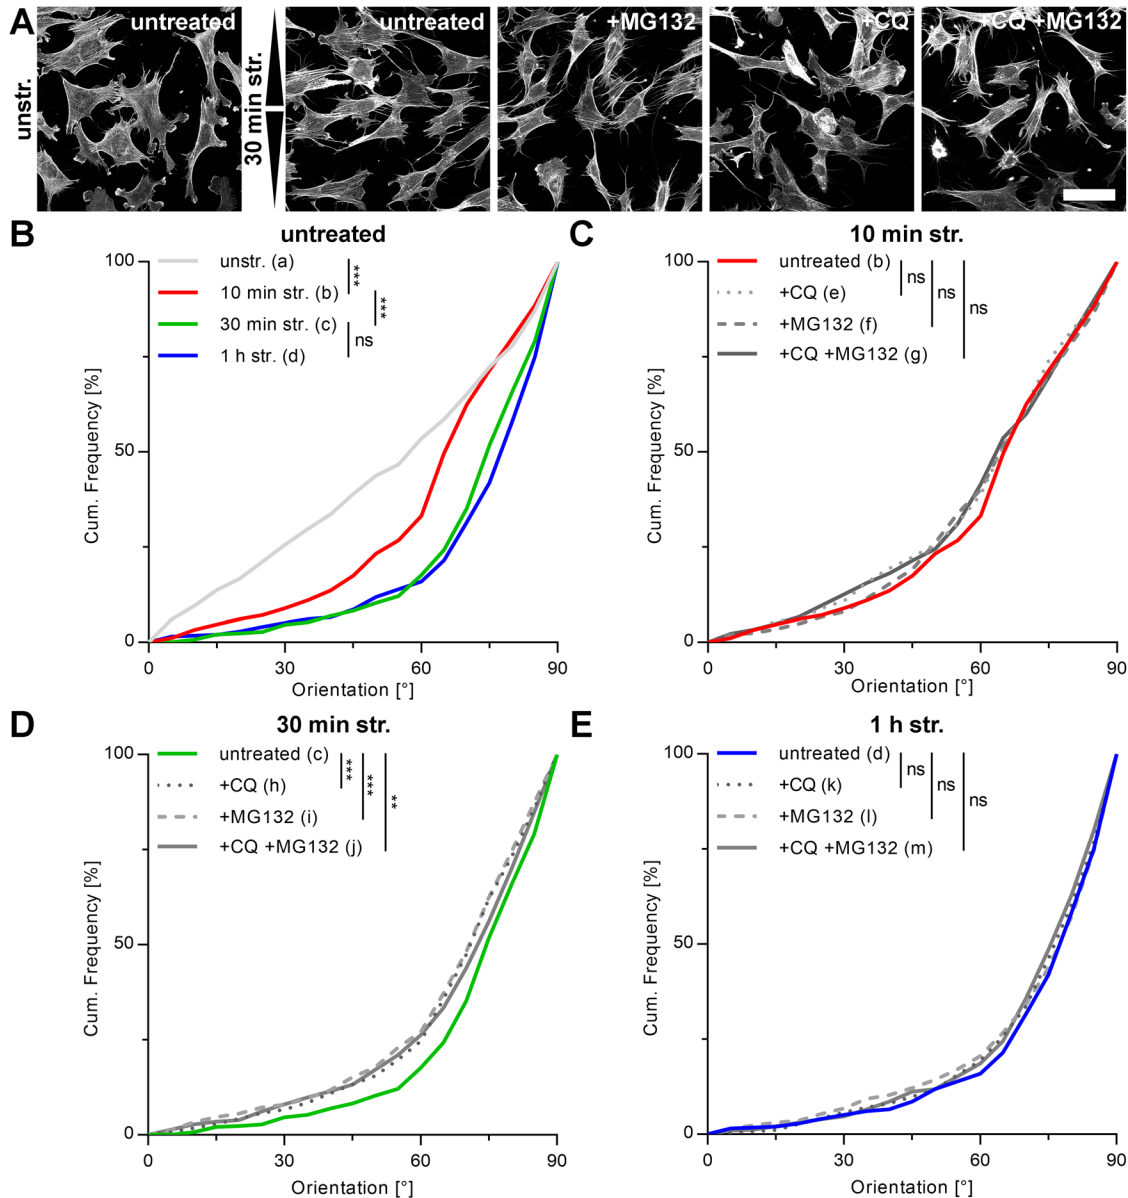 A
untreated
untreated
+MG132
+CQ
+CQ +MG132
unstr.
30 min str.
B
untreated
unstr. (a)
10 min str. (b)
30 min str. (c)
1 h str. (d)
***
***
ns
100
50
0
0
30
60
90
Cum. Frequency [%]
Orientation [°]
C
10 min str.
untreated (b)
+CQ (e)
+MG132 (f)
+CQ +MG132 (g)
ns
ns
ns
100
50
0
0
30
60
90
Cum. Frequency [%]
Orientation [°]
D
30 min str.
untreated (c)
+CQ (h)
+MG132 (i)
+CQ +MG132 (j)
***
***
**
100
50
0
0
30
60
90
Cum. Frequency [%]
Orientation [°]
E
1 h str.
untreated (d)
+CQ (k)
+MG132 (l)
+CQ +MG132 (m)
ns
ns
ns
100
50
0
0
30
60
90
Cum. Frequency [%]
Orientation [°]